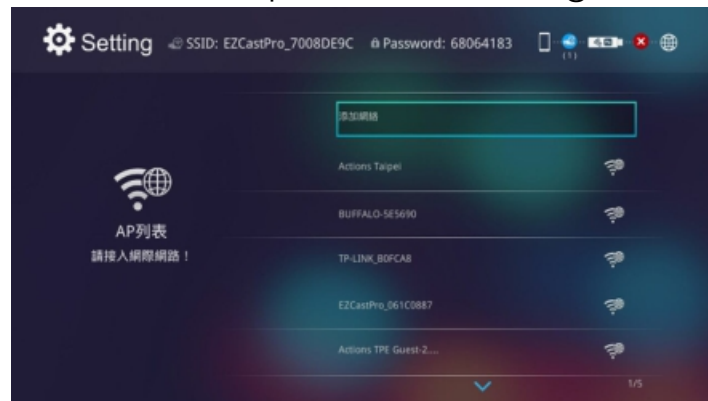 Setting SSID: EZCastPro_7008DE9C Password: 68064183
(1)
添加網絡
Actions Taipei
BUFFALO-5E5690
AP列表
請接入網際網路！
TP-LINK_B0FCA8
EZCastPro_061C0887
Actions TPE Guest-2....
1/5